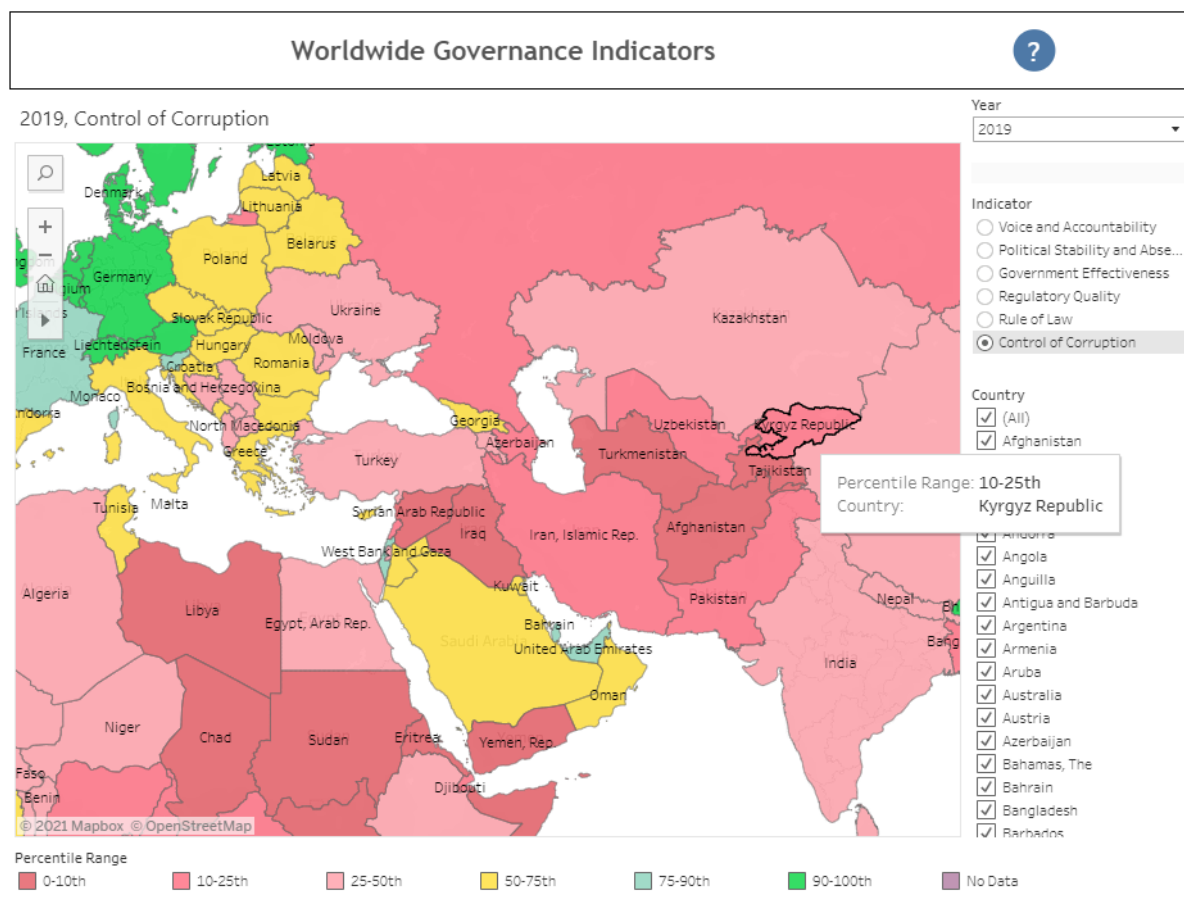 Worldwide Governance Indicators
?
2019, Control of Corruption
Year
2019
Indicator
Voice and Accountability
Political Stability and Abse...
Government Effectiveness
Regulatory Quality
Rule of Law
Control of Corruption
Country
(All)
Afghanistan
Andorra
Angola
Anguilla
Antigua and Barbuda
Argentina
Armenia
Aruba
Australia
Austria
Azerbaijan
Bahamas, The
Bahrain
Bangladesh
Barbados
Percentile Range: 10-25th
Country: Kyrgyz Republic
Estonia
Latvia
Denmark
Lithuania
Belarus
Poland
Germany
gium
Ukraine
Slovak Republic
Moldova
Kazakhstan
France
Liechtenstein
Hungary
Romania
Croatia
Bosnia and Herzegovina
Monaco
ndorra
North Macedonia
Georgia
Azerbaijan
Uzbekistan
Kyrgyz Republic
Greece
Turkey
Turkmenistan
Tajikistan
Tunisia
Malta
Syrian Arab Republic
Iraq
Iran, Islamic Rep.
Afghanistan
West Bank and Gaza
Algeria
Libya
Egypt, Arab Rep.
Kuwait
Pakistan
Nepal
Bh
Bahrain
Saudi Arabia
United Arab Emirates
India
Bang
Oman
Niger
Chad
Sudan
Eritrea
Yemen, Rep.
Faso
Benin
Djibouti
© 2021 Mapbox © OpenStreetMap
Percentile Range
0-10th
10-25th
25-50th
50-75th
75-90th
90-100th
No Data